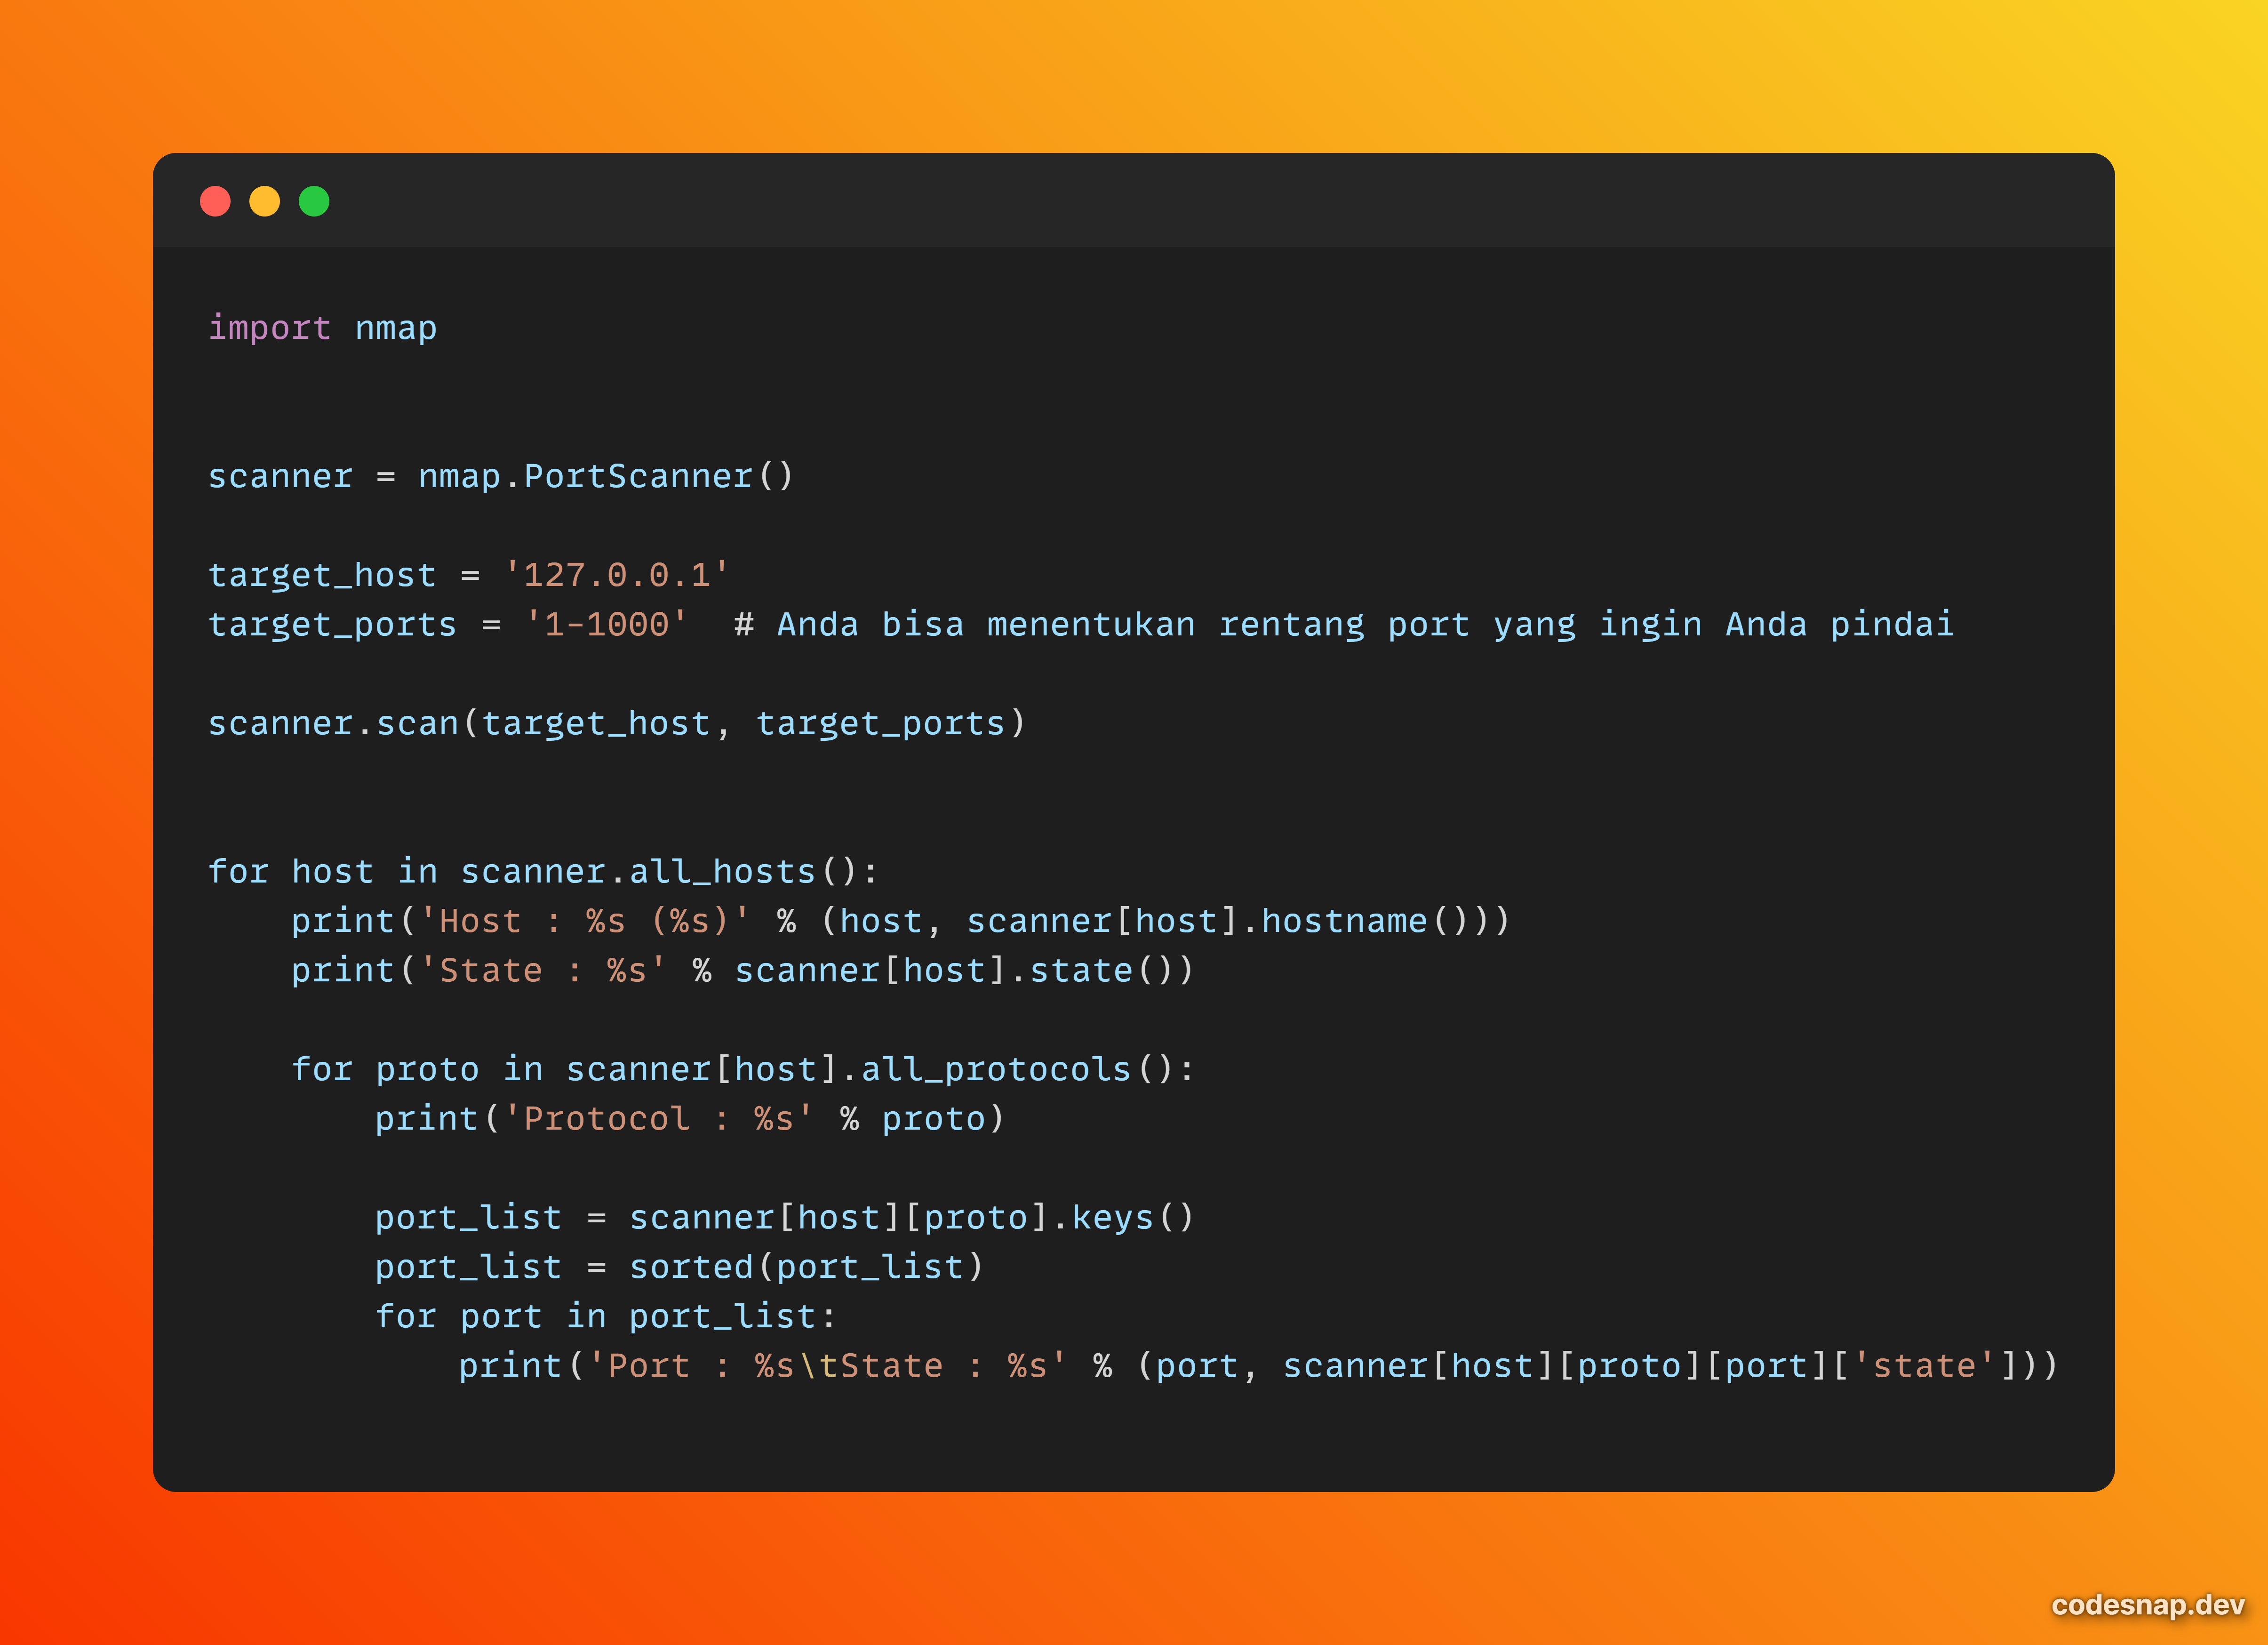 import nmap
scanner = nmap.PortScanner()
target_host = '127.0.0.1'
target_ports = '1-1000'  # Anda bisa menentukan rentang port yang ingin Anda pindai
scanner.scan(target_host, target_ports)
for host in scanner.all_hosts():
    print('Host : %s (%s)' % (host, scanner[host].hostname()))
    print('State : %s' % scanner[host].state())
    for proto in scanner[host].all_protocols():
        print('Protocol : %s' % proto)
        port_list = scanner[host][proto].keys()
        port_list = sorted(port_list)
        for port in port_list:
            print('Port : %s\tState : %s' % (port, scanner[host][proto][port]['state']))
codesnap.dev